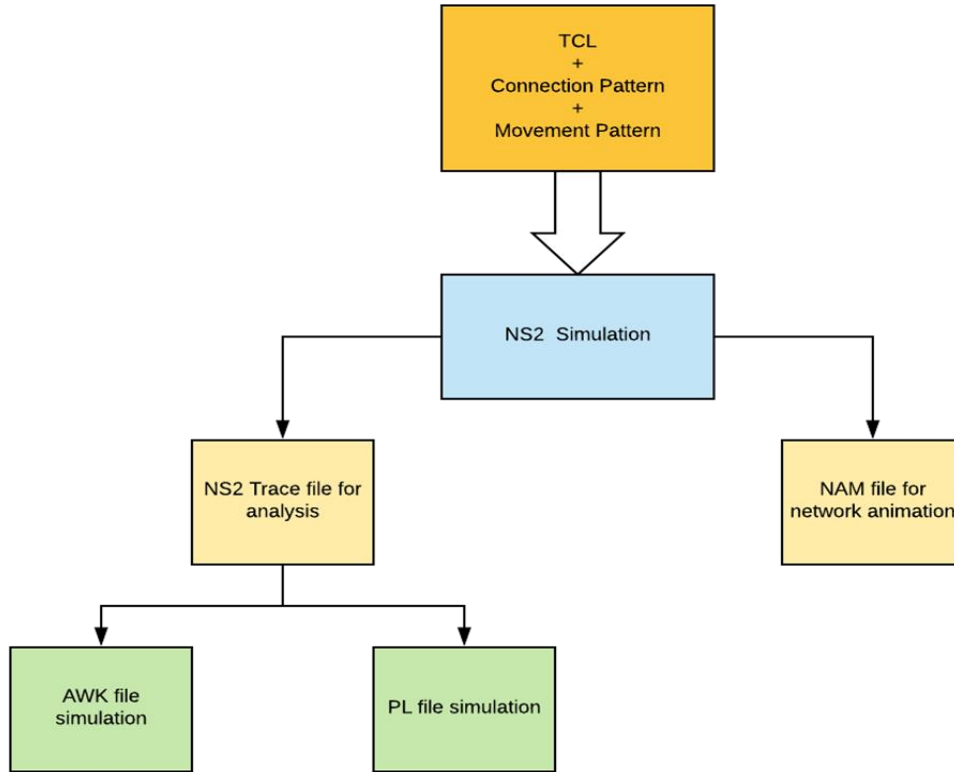 TCL
+
Connection Pattern
+
Movement Pattern
NS2 Simulation
NS2 Trace file for
analysis
NAM file for
network animation
AWK file
simulation
PL file simulation